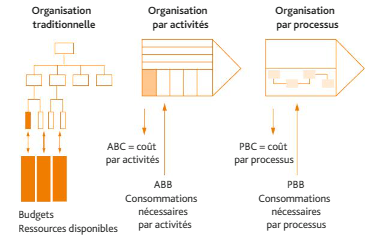 Organisation
traditionnelle
Organisation
par activités
Organisation
par processus
ABC = coût
par activités
PBC = coût
par processus
ABB
Consommations
nécessaires
par activités
PBB
Consommations
nécessaires
par processus
Budgets
Ressources disponibles